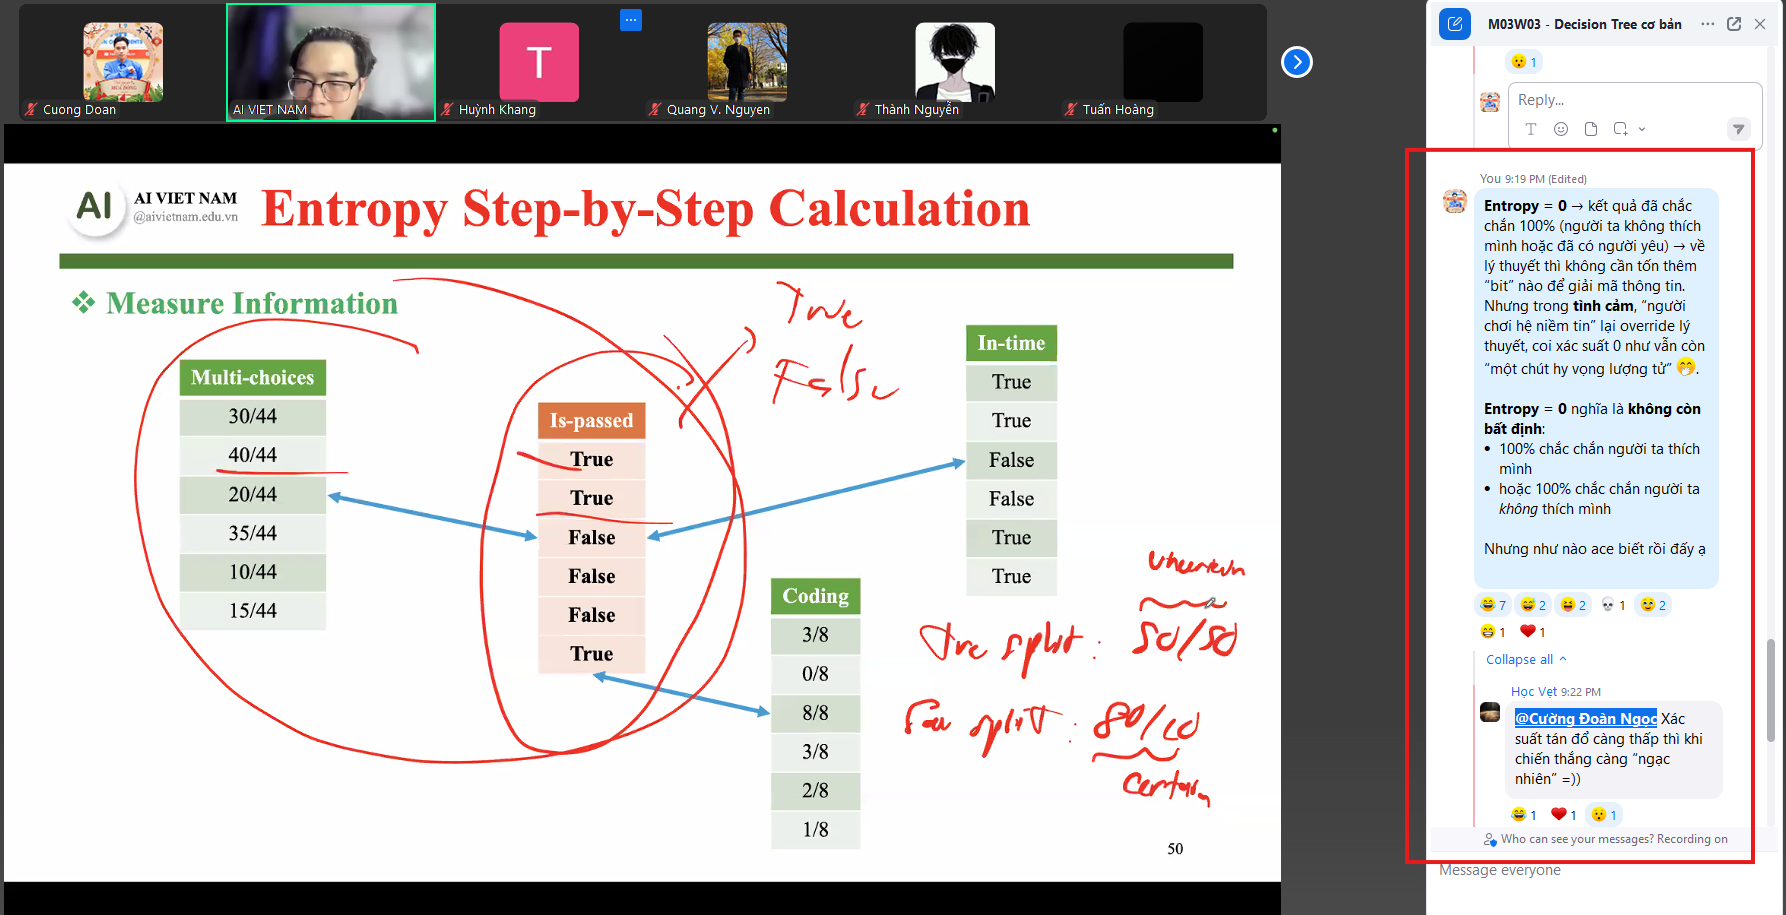 Cuong Doan
AI VIET NAM
T
Huỳnh Khang
Quang V. Nguyen
Thành Nguyễn
Tuấn Hoàng
AI
AI VIET NAM
@aivietnam.edu.vn
Entropy Step-by-Step Calculation
❖ Measure Information
Multi-choices
30/44
40/44
20/44
35/44
10/44
15/44
True
False
Is-passed
True
True
False
False
False
True
In-time
True
True
False
False
True
True
Coding
3/8
0/8
8/8
3/8
2/8
1/8
split : 50/50
split :
50
M03W03 - Decision Tree cơ bản
😯 1
Reply...
You 9:19 PM (Edited)
Entropy = 0 → kết quả đã chắc
chắn 100% (người ta không thích
mình hoặc đã có người yêu) → về
lý thuyết thì không cần tốn thêm
“bit” nào để giải mã thông tin.
Nhưng trong tình cảm, “người
chơi hệ niềm tin” lại override lý
thuyết, coi xác suất 0 như vẫn còn
“một chút hy vọng lượng tử” 🤭.
Entropy = 0 nghĩa là không còn
bất định:
• 100% chắc chắn người ta thích
mình
• hoặc 100% chắc chắn người ta
không thích mình
Nhưng như nào ace biết rồi đấy ạ
😂 7 😅 2 😆 2 💀 1 🥺 2
😁 1 ❤️ 1
Collapse all
Học Vẹt 9:22 PM
@Cường Đoàn Ngọc Xác
suất tán đổ càng thấp thì khi
chiến thắng càng “ngạc
nhiên” =))
😂 1 ❤️ 1 😯 1
Who can see your messages? Recording on
Message everyone